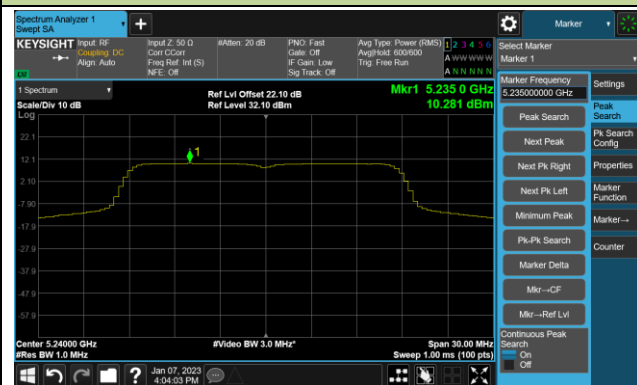 Spectrum Analyzer 1
Swept SA
KEYSIGHT
Input: RF
Coupling: DC
Align: Auto
Input Z: 50 Ω
Corr CCorr
Freq Ref: Int (S)
NFE: Off
#Atten: 20 dB
PNO: Fast
Gate: Off
IF Gain: Low
Sig Track: Off
Avg Type: Power (RMS)
Avg|Hold: 600/600
Trig: Free Run
1 2 3 4 5 6
A W W W W W
A N N N N N
LXI
1 Spectrum
Scale/Div 10 dB
Log
Ref Lvl Offset 22.10 dB
Ref Level 32.10 dBm
Mkr1 5.235 0 GHz
10.281 dBm
22.1
12.1
2.10
-7.90
-17.9
-27.9
-37.9
-47.9
-57.9
1
Center 5.24000 GHz
#Res BW 1.0 MHz
#Video BW 3.0 MHz*
Span 30.00 MHz
Sweep 1.00 ms (100 pts)
Jan 07, 2023
4:04:03 PM
Marker
Select Marker
Marker 1
Marker Frequency
5.235000000 GHz
Peak Search
Next Peak
Next Pk Right
Next Pk Left
Minimum Peak
Pk-Pk Search
Marker Delta
Mkr→CF
Mkr→Ref Lvl
Continuous Peak
Search
On
Off
Settings
Peak
Search
Pk Search
Config
Properties
Marker
Function
Marker→
Counter